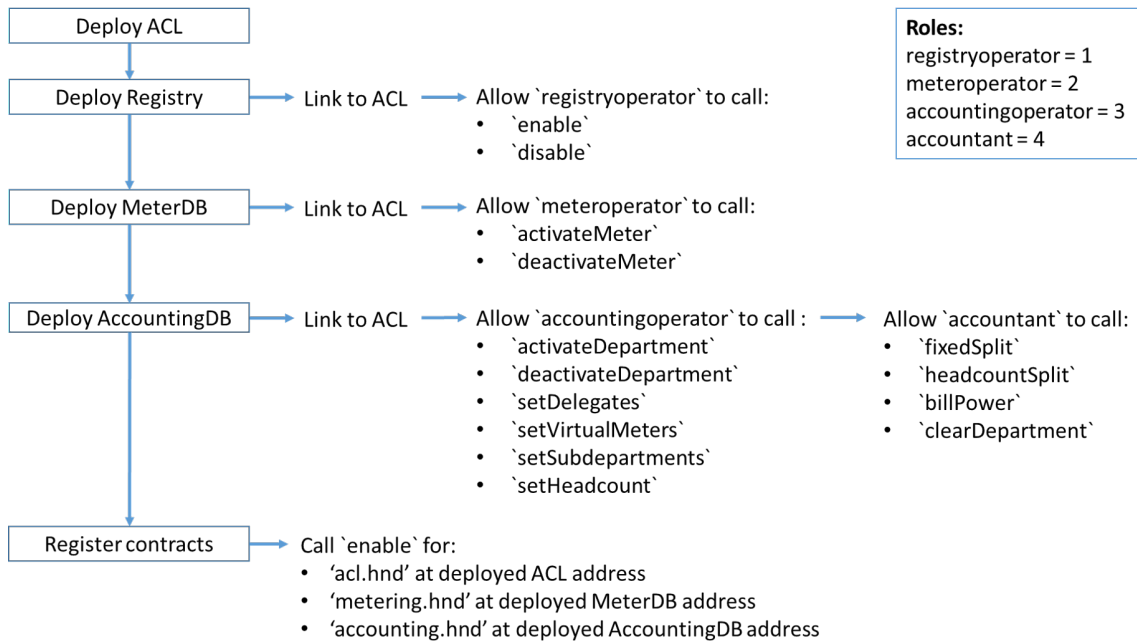 Deploy ACL
Roles:
registryoperator = 1
meteroperator = 2
accountingoperator = 3
accountant = 4
Deploy Registry
Link to ACL
Allow `registryoperator` to call:
• `enable`
• `disable`
Deploy MeterDB
Link to ACL
Allow `meteroperator` to call:
• `activateMeter`
• `deactivateMeter`
Deploy AccountingDB
Link to ACL
Allow `accountingoperator` to call :
• `activateDepartment`
• `deactivateDepartment`
• `setDelegates`
• `setVirtualMeters`
• `setSubdepartments`
• `setHeadcount`
Allow `accountant` to call:
• `fixedSplit`
• `headcountSplit`
• `billPower`
• `clearDepartment`
Register contracts
Call `enable` for:
• ‘acl.hnd’ at deployed ACL address
• ‘metering.hnd’ at deployed MeterDB address
• ‘accounting.hnd’ at deployed AccountingDB address